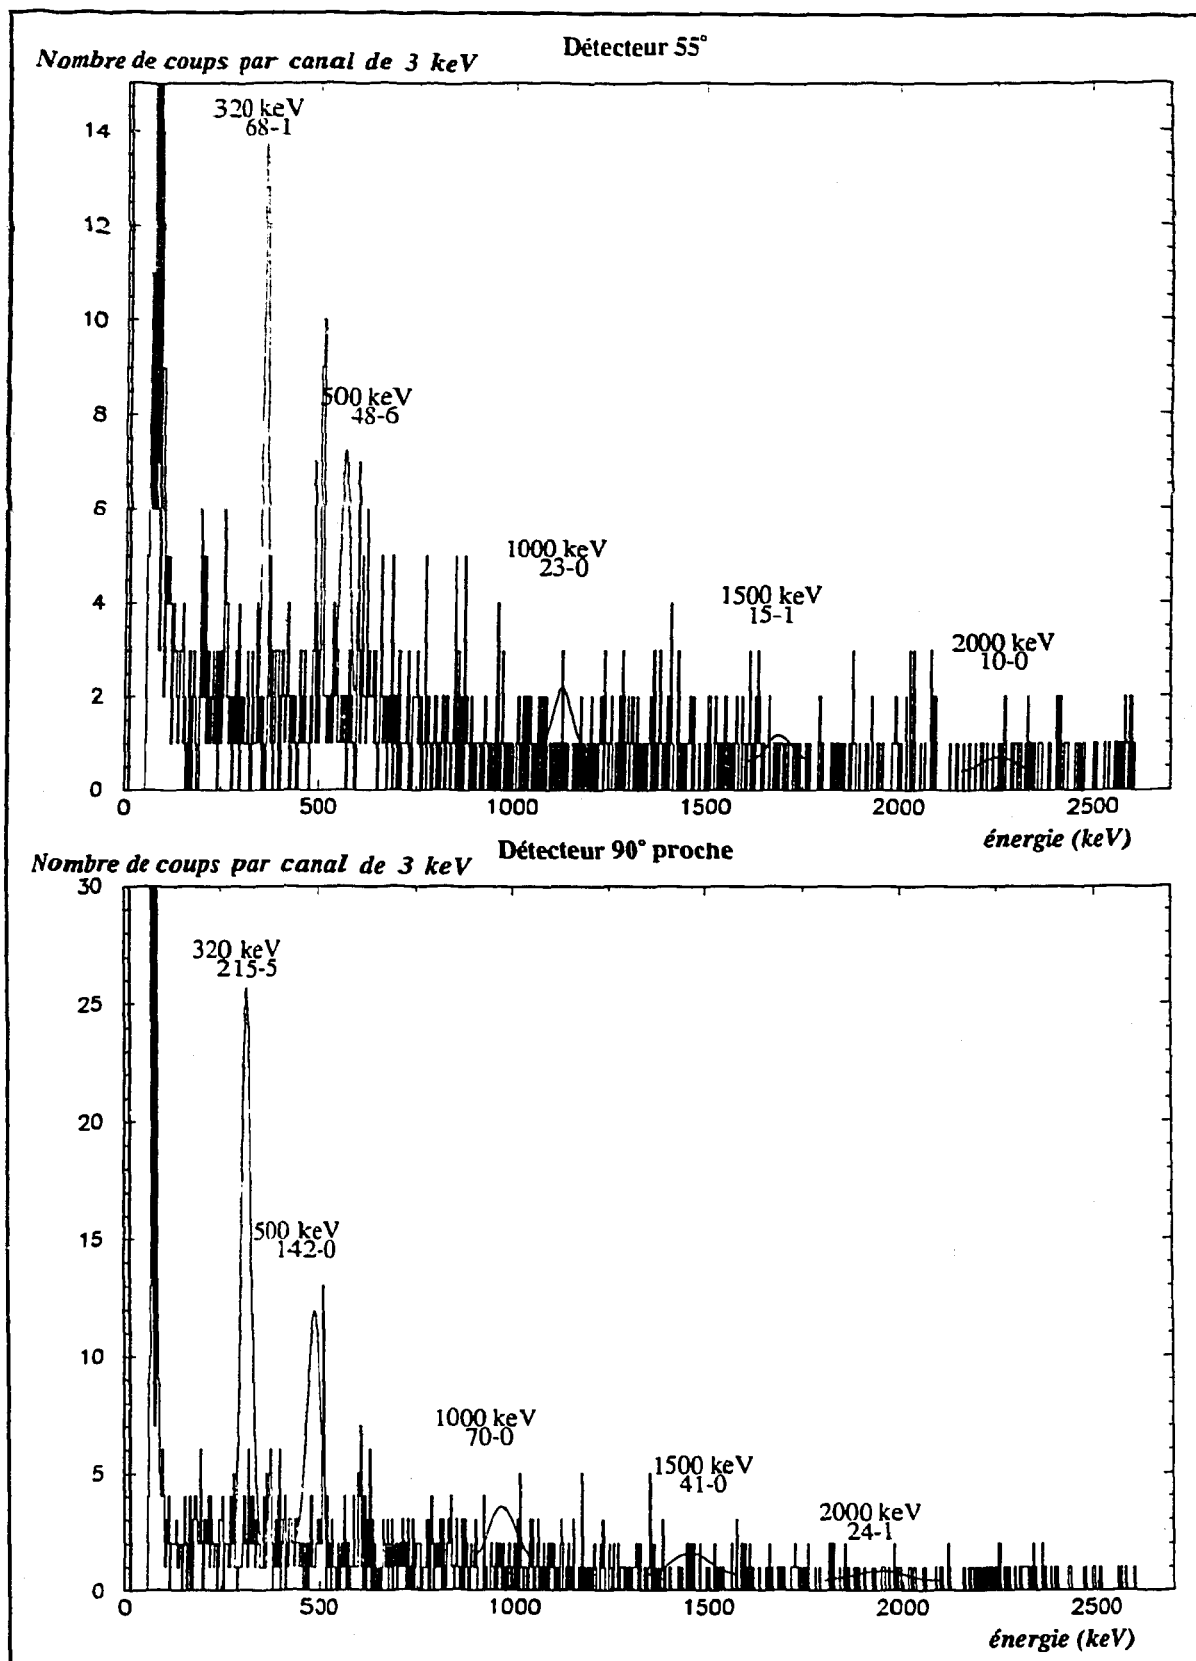 Détecteur 55°
Nombre de coups par canal de 3 keV
320 keV
68-1
500 keV
48-6
1000 keV
23-0
1500 keV
15-1
2000 keV
10-0
14
12
10
8
6
4
2
0
0 500 1000 1500 2000 2500
énergie (keV)
Détecteur 90° proche
Nombre de coups par canal de 3 keV
320 keV
215-5
500 keV
142-0
1000 keV
70-0
1500 keV
41-0
2000 keV
24-1
30
25
20
15
10
5
0
0 500 1000 1500 2000 2500
énergie (keV)